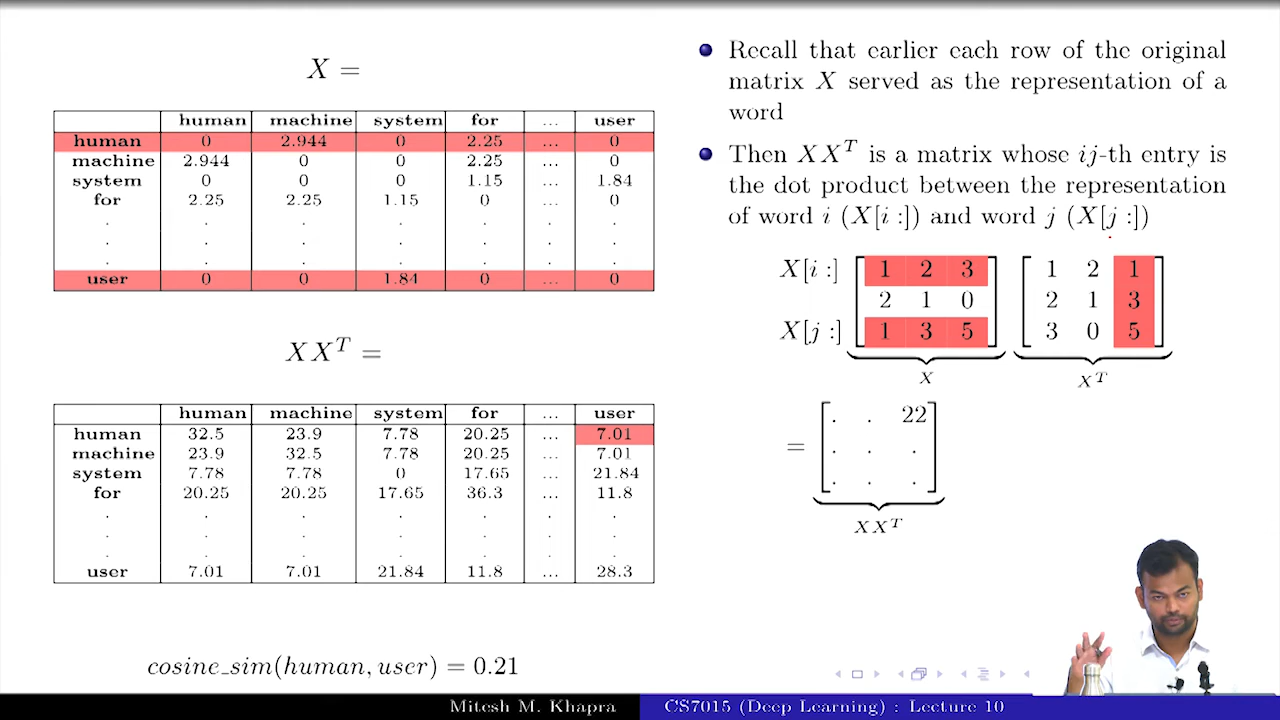 X =
human machine system for ... user
human 0 2.944 0 2.25 ... 0
machine 2.944 0 0 2.25 ... 0
system 0 0 0 1.15 ... 1.84
for 2.25 2.25 1.15 0 ... 0
. . . . . . .
. . . . . . .
. . . . . . .
user 0 0 1.84 0 ... 0
XXᵀ =
human machine system for ... user
human 32.5 23.9 7.78 20.25 ... 7.01
machine 23.9 32.5 7.78 20.25 ... 7.01
system 7.78 7.78 0 17.65 ... 21.84
for 20.25 20.25 17.65 36.3 ... 11.8
. . . . . . .
. . . . . . .
. . . . . . .
user 7.01 7.01 21.84 11.8 ... 28.3
cosine_sim(human, user) = 0.21
Recall that earlier each row of the original
matrix X served as the representation of a
word
Then XXᵀ is a matrix whose ij-th entry is
the dot product between the representation
of word i (X[i :]) and word j (X[j :])
X[i :] [1 2 3] [1 2 1]
[2 1 0] [2 1 3]
X[j :] [1 3 5] [3 0 5]
X Xᵀ
[. . 22]
= [. . .]
[. . .]
XXᵀ
Mitesh M. Khapra CS7015 (Deep Learning) : Lecture 10